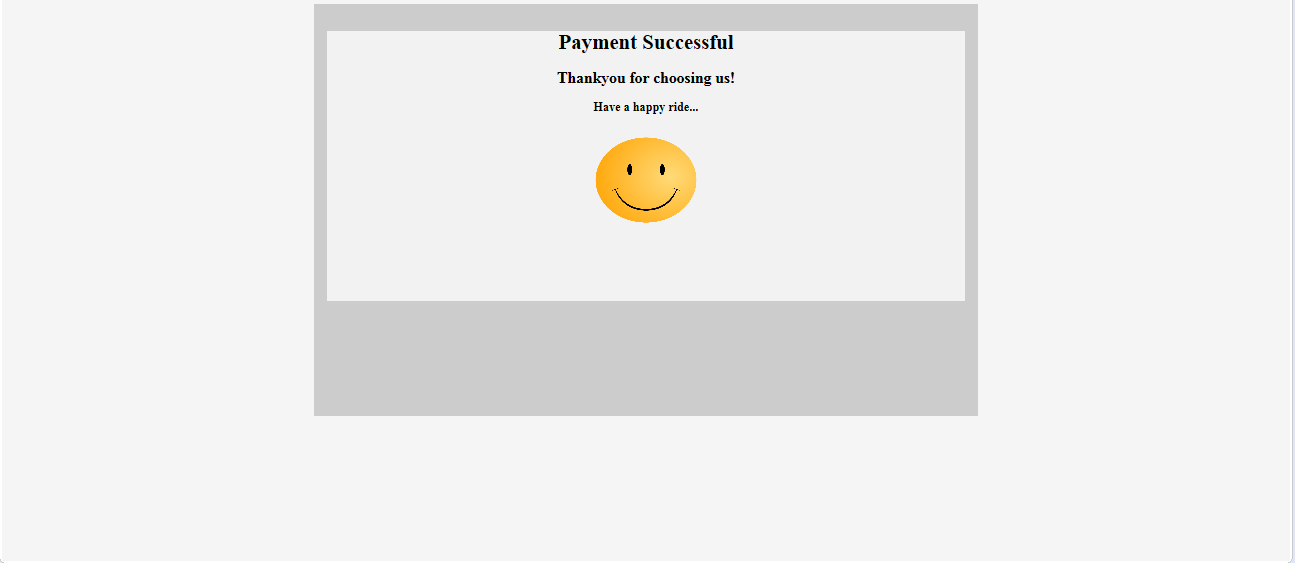 Payment Successful
Thankyou for choosing us!
Have a happy ride...